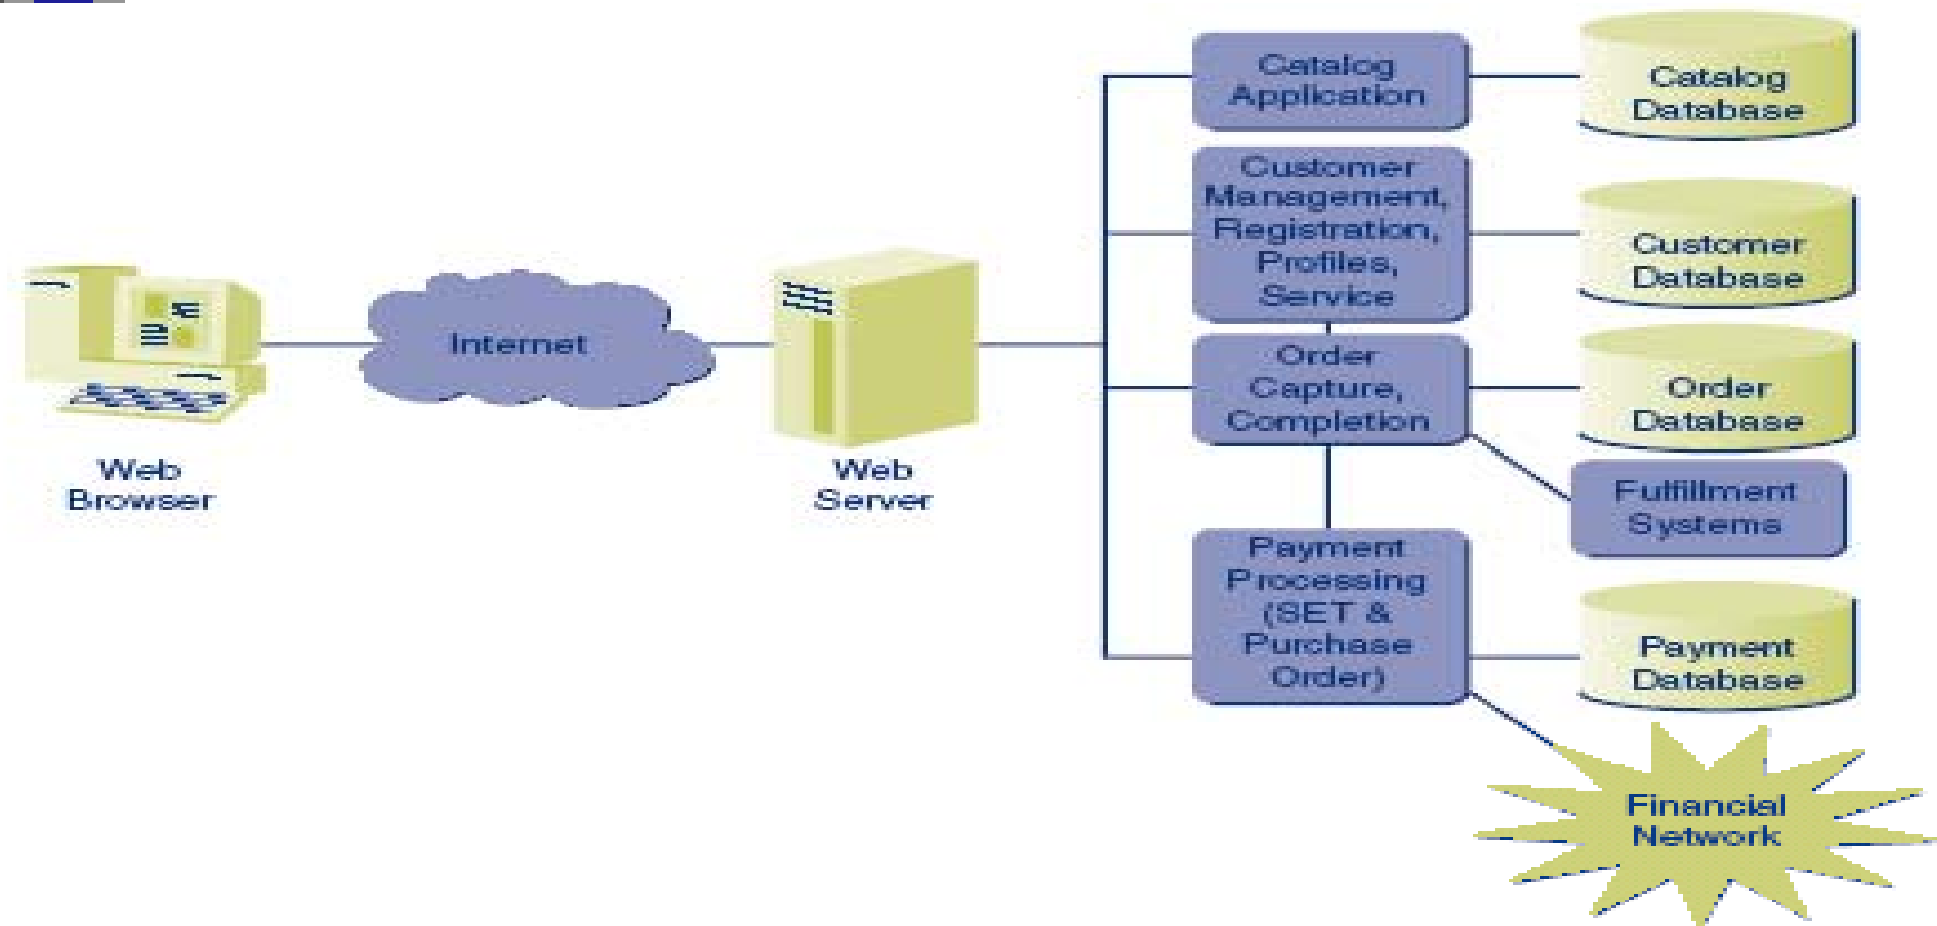 Web
Browser
Internet
Web
Server
Catalog
Application
Customer
Management,
Registration,
Profiles,
Service
Order
Capture,
Completion
Payment
Processing
(SET &
Purchase
Order)
Catalog
Database
Customer
Database
Order
Database
Fulfillment
Systems
Payment
Database
Financial
Network